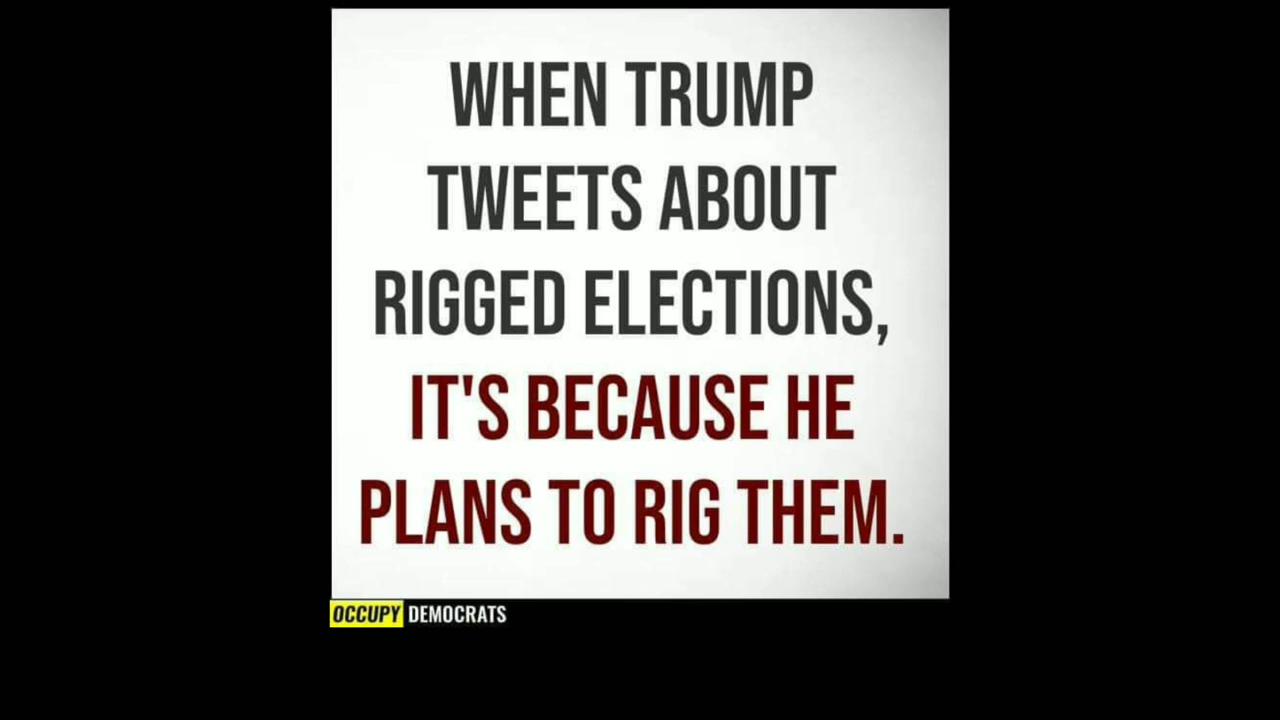 WHEN TRUMP
TWEETS ABOUT
RIGGED ELECTIONS,
IT'S BECAUSE HE
PLANS TO RIG THEM.
OCCUPY DEMOCRATS